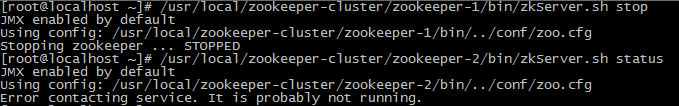 [root@localhost ~]# /usr/local/zookeeper-cluster/zookeeper-1/bin/zkServer.sh stop
JMX enabled by default
Using config: /usr/local/zookeeper-cluster/zookeeper-1/bin/../conf/zoo.cfg
Stopping zookeeper ... STOPPED
[root@localhost ~]# /usr/local/zookeeper-cluster/zookeeper-2/bin/zkServer.sh status
JMX enabled by default
Using config: /usr/local/zookeeper-cluster/zookeeper-2/bin/../conf/zoo.cfg
Error contacting service. It is probably not running.